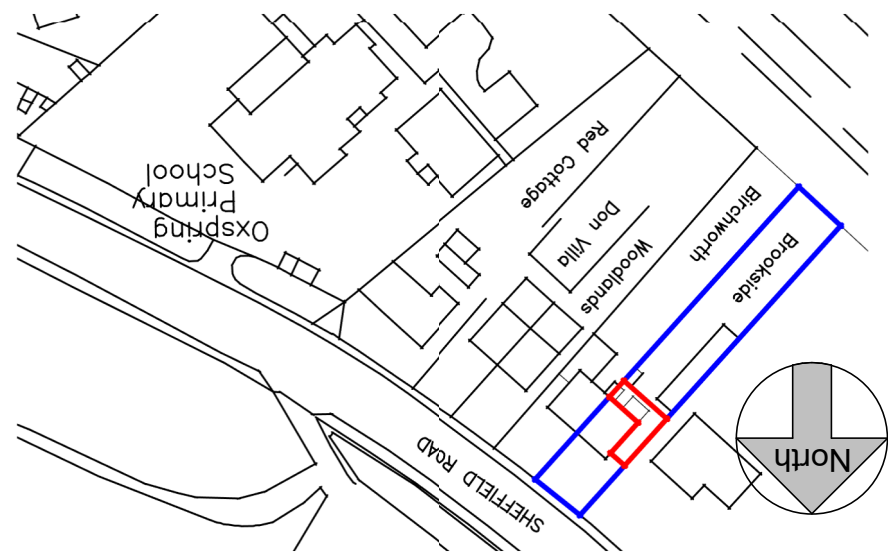 Oxspring
Primary
School
Red Cottage
Don Villa
Woodlands
Birchworth
Brookside
SHEFFIELD ROAD
North